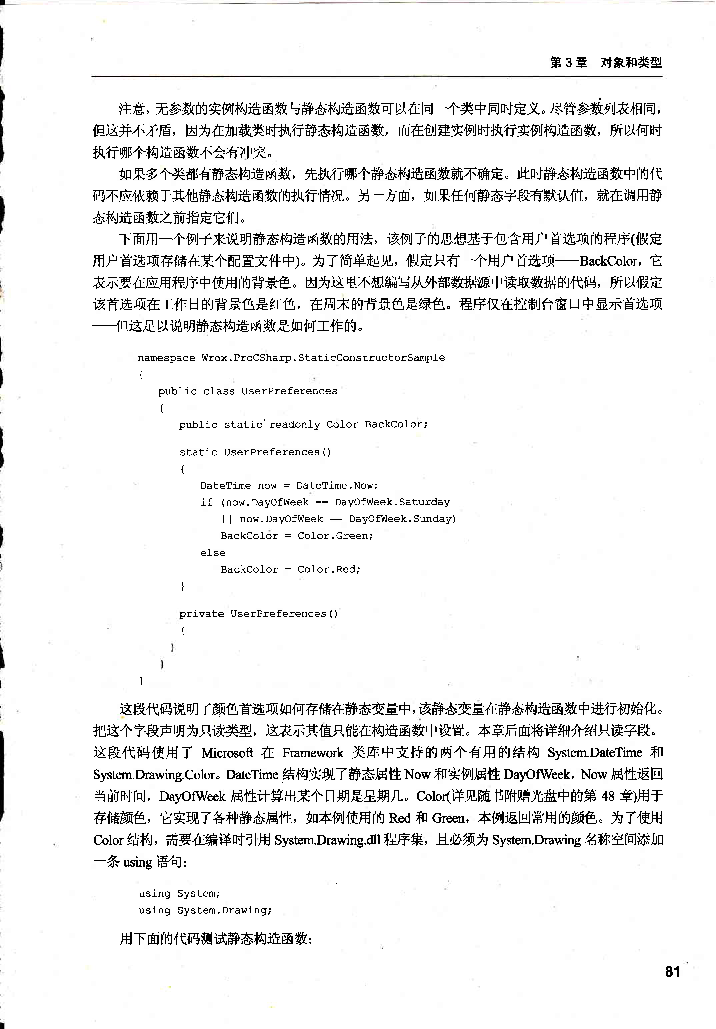 第 3 章 对象和类型
注意，无参数的实例构造函数与静态构造函数可以在同一个类中同时定义。尽管参数列表相同，
但这并不矛盾，因为在加载类时执行静态构造函数，而在创建实例时执行实例构造函数，所以何时
执行哪个构造函数不会有冲突。
如果多个类都有静态构造函数，先执行哪个静态构造函数就不确定。此时静态构造函数中的代
码不应依赖于其他静态构造函数的执行情况。另一方面，如果任何静态字段有默认值，就在调用静
态构造函数之前指定它们。
下面用一个例子来说明静态构造函数的用法，该例子的思想基于包含用户首选项的程序(假定
用户首选项存储在某个配置文件中)。为了简单起见，假定只有一个用户首选项——BackColor，它
表示要在应用程序中使用的背景色。因为这里不想编写从外部数据源中读取数据的代码，所以假定
该首选项在工作日的背景色是红色，在周末的背景色是绿色。程序仅在控制台窗口中显示首选项
——但这足以说明静态构造函数是如何工作的。
namespace Wrox.ProCSharp.StaticConstructorSample
{
public class UserPreferences
{
public static readonly Color BackColor;
static UserPreferences()
{
DateTime now = DateTime.Now;
if (now.DayOfWeek == DayOfWeek.Saturday
|| now.DayOfWeek == DayOfWeek.Sunday)
BackColor = Color.Green;
else
BackColor = Color.Red;
}
private UserPreferences()
{
}
}
}
这段代码说明了颜色首选项如何存储在静态变量中，该静态变量在静态构造函数中进行初始化。
把这个字段声明为只读类型，这表示其值只能在构造函数中设置。本章后面将详细介绍只读字段。
这段代码使用了 Microsoft 在 Framework 类库中支持的两个有用的结构 System.DateTime 和
System.Drawing.Color。DateTime 结构实现了静态属性 Now 和实例属性 DayOfWeek，Now 属性返回
当前时间，DayOfWeek 属性计算出某个日期是星期几。Color(详见随书附赠光盘中的第 48 章)用于
存储颜色，它实现了各种静态属性，如本例使用的 Red 和 Green，本例返回常用的颜色。为了使用
Color 结构，需要在编译时引用 System.Drawing.dll 程序集，且必须为 System.Drawing 名称空间添加
一条 using 语句：
using System;
using System.Drawing;
用下面的代码测试静态构造函数：
81